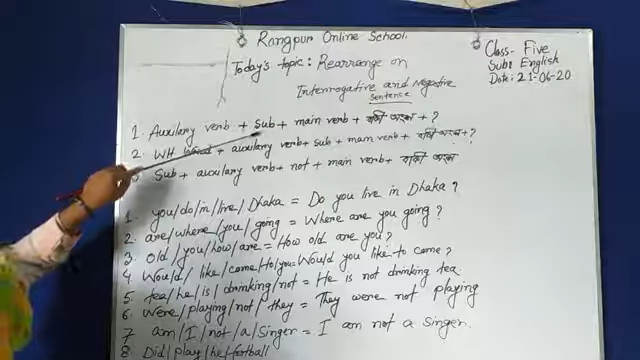 Rangpur Online School.
Class- Five
Sub: English
Date: 21-06-20
Today's topic: Rearrange on
Interrogative and Negative
Sentence
1. Auxilary verb + Sub + main verb + বাকী অংশ + ?
2. WH + auxilary verb + sub + main verb + বাকী অংশ + ?
Sub + auxilary verb + not + main verb + বাকী অংশ
1. you/do/in/live/Dhaka = Do you live in Dhaka?
2. are/where/you/going = Where are you going?
3. old/you/how/are = How old are you?
4. Would/like/come/to/you= Would you like to come?
5. tea/he/is/drinking/not = He is not drinking tea
6. Were/playing/not/they = They were not playing
7 am/I/not/a/Singer = I am not a singer.
8 Did/play/he/football